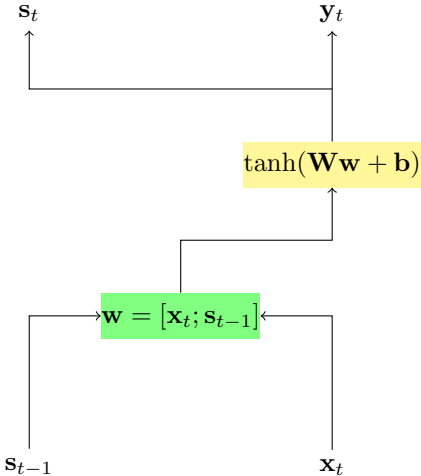 s_t y_t
tanh(Ww + b)
w = [x_t; s_{t−1}]
s_{t−1} x_t